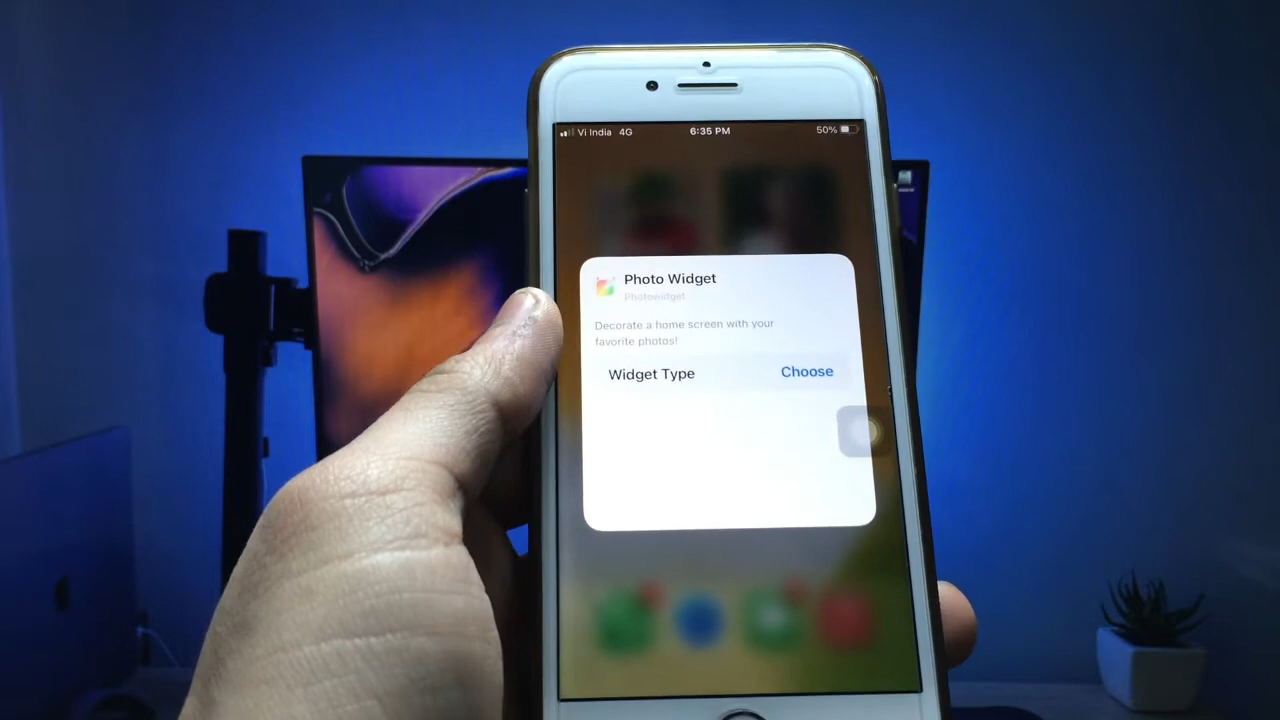 Vi India 4G 6:35 PM 50%
Photo Widget
Photowidget
Decorate a home screen with your
favorite photos!
Widget Type Choose